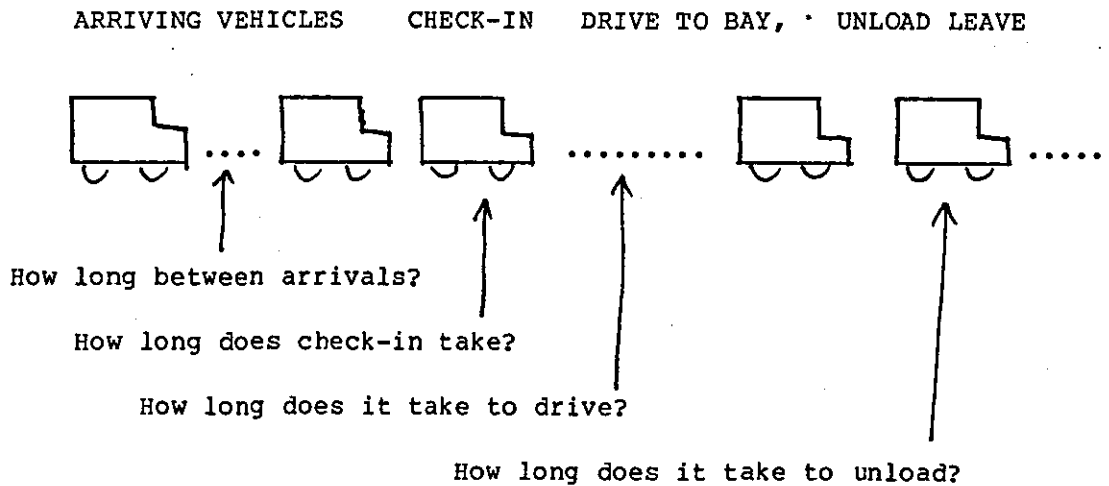 ARRIVING VEHICLES CHECK-IN DRIVE TO BAY, UNLOAD LEAVE
How long between arrivals?
How long does check-in take?
How long does it take to drive?
How long does it take to unload?